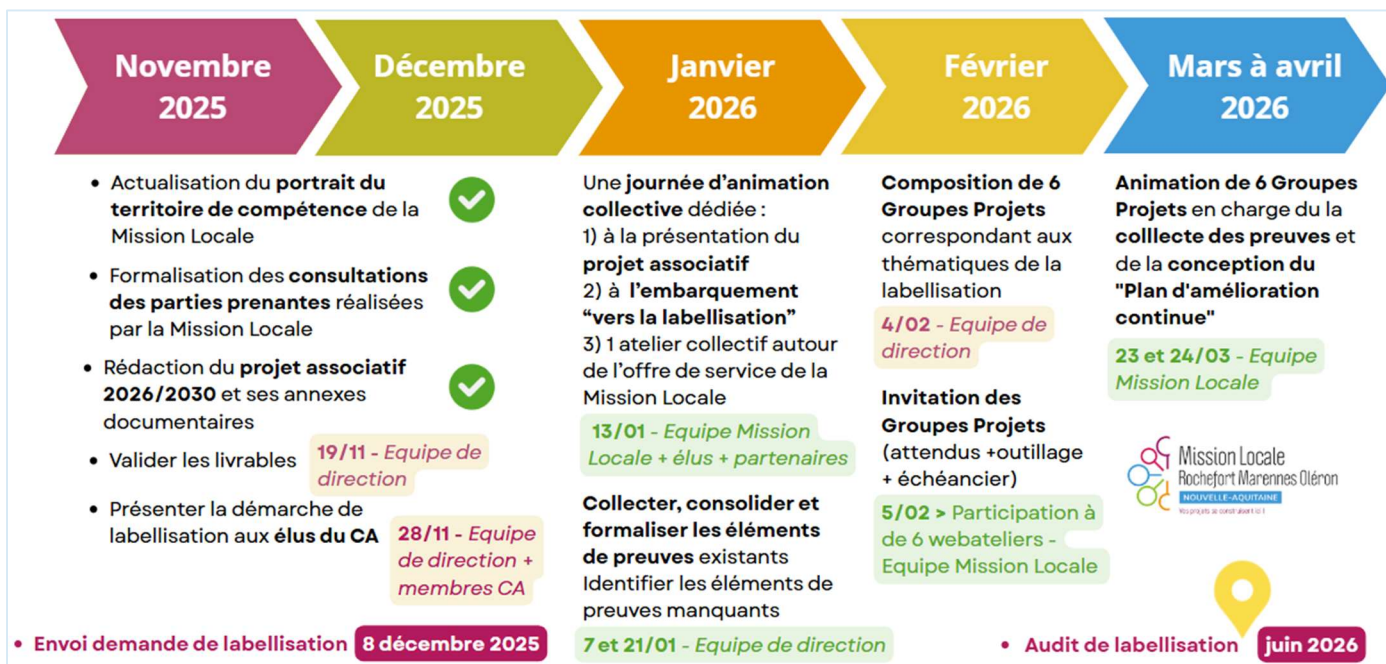 Novembre
2025
Décembre
2025
Janvier
2026
Février
2026
Mars à avril
2026
• Actualisation du portrait du
territoire de compétence de la
Mission Locale
• Formalisation des consultations
des parties prenantes réalisées
par la Mission Locale
• Rédaction du projet associatif
2026/2030 et ses annexes
documentaires
• Valider les livrables
19/11 - Equipe de
direction
• Présenter la démarche de
labellisation aux élus du CA
28/11 - Equipe
de direction +
membres CA
• Envoi demande de labellisation 8 décembre 2025
Une journée d’animation
collective dédiée :
1) à la présentation du
projet associatif
2) à l’embarquement
“vers la labellisation”
3) 1 atelier collectif autour
de l’offre de service de la
Mission Locale
13/01 - Equipe Mission
Locale + élus + partenaires
Collecter, consolider et
formaliser les éléments
de preuves existants
Identifier les éléments de
preuves manquants
7 et 21/01 - Equipe de direction
Composition de 6
Groupes Projets
correspondant aux
thématiques de la
labellisation
4/02 - Equipe de
direction
Invitation des
Groupes Projets
(attendus +outillage
+ échéancier)
5/02 > Participation à
de 6 webateliers -
Equipe Mission Locale
Animation de 6 Groupes
Projets en charge du la
colllecte des preuves et
de la conception du
"Plan d'amélioration
continue"
23 et 24/03 - Equipe
Mission Locale
Mission Locale
Rochefort Marennes Oléron
NOUVELLE-AQUITAINE
Vos projets se construisent ici !
• Audit de labellisation juin 2026